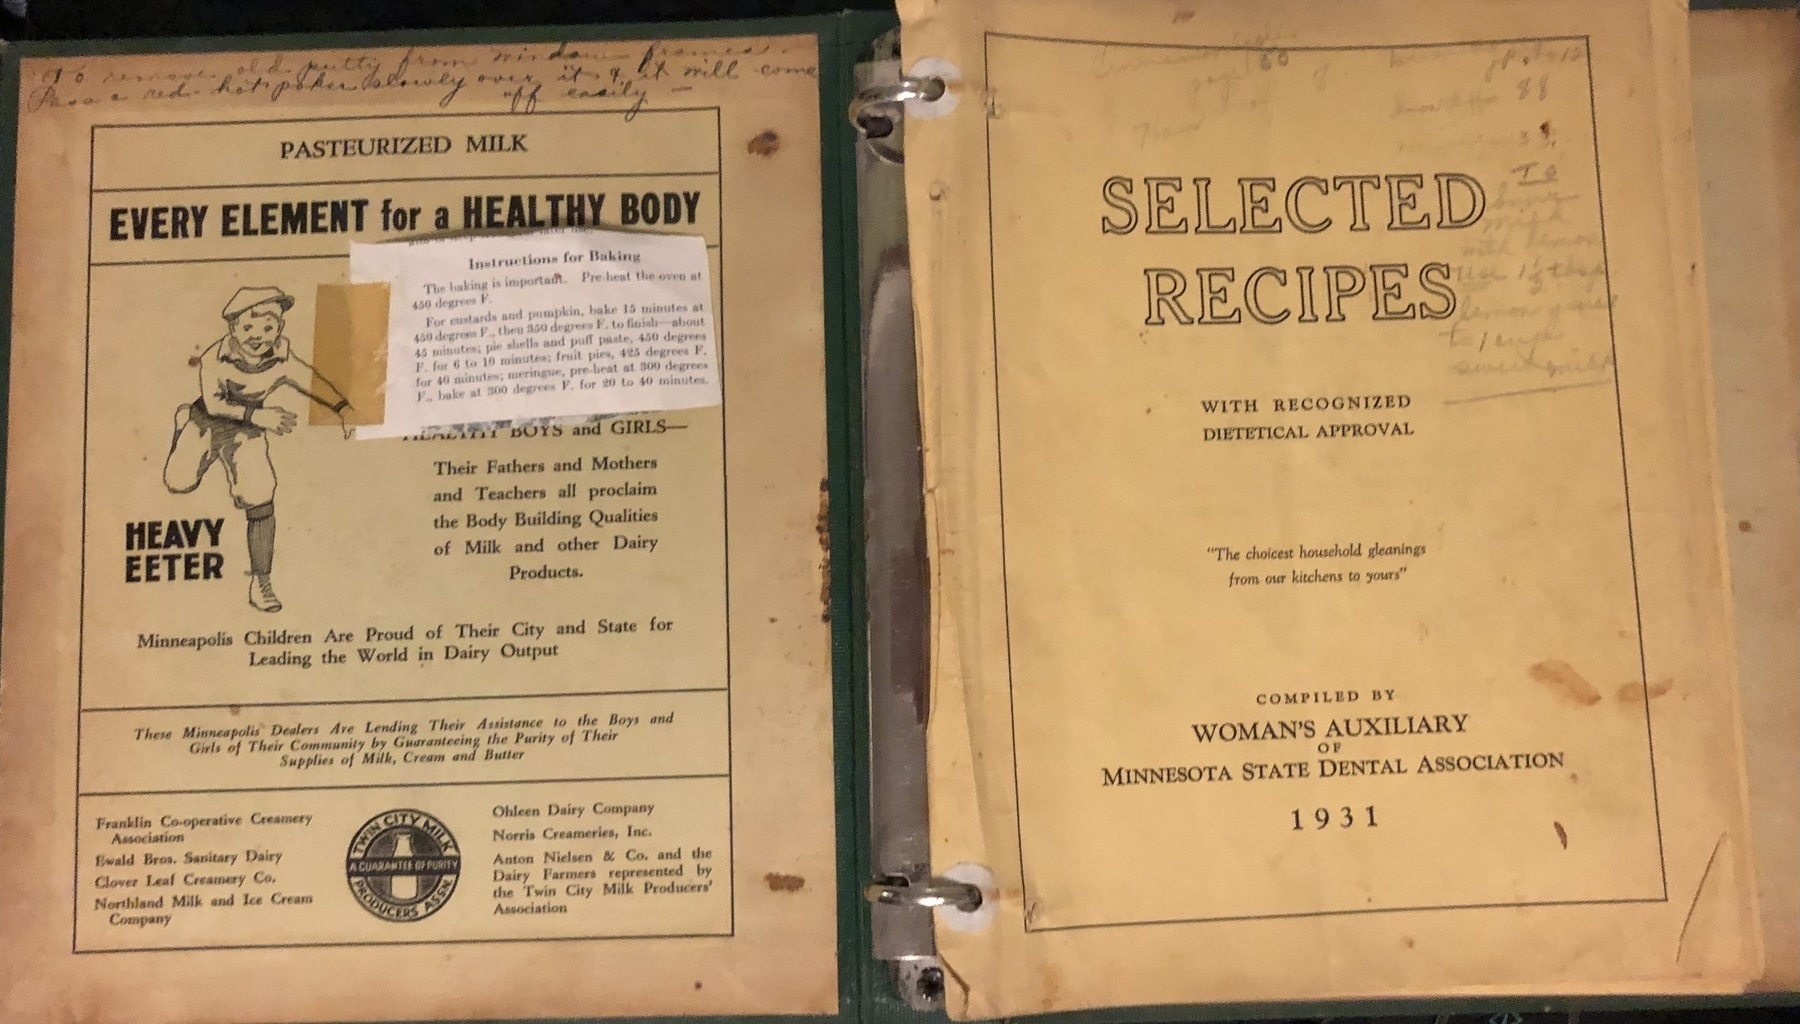 To remove old putty from window frames.
Pass a red hot poker slowly over it & it will come
off easily —
PASTEURIZED MILK
EVERY ELEMENT for a HEALTHY BODY
Instructions for Baking
The baking is important. Pre-heat the oven at
450 degrees F.
For custards and pumpkin, bake 15 minutes at
450 degrees F., then 350 degrees F. to finish—about
45 minutes; pie shells and puff paste, 450 degrees
F. for 6 to 10 minutes; fruit pies, 425 degrees F.
for 40 minutes; meringue, pre-heat at 300 degrees
F., bake at 300 degrees F. for 20 to 40 minutes.
HEALTHY BOYS and GIRLS—
Their Fathers and Mothers
and Teachers all proclaim
the Body Building Qualities
of Milk and other Dairy
Products.
HEAVY
EETER
Minneapolis Children Are Proud of Their City and State for
Leading the World in Dairy Output
These Minneapolis Dealers Are Lending Their Assistance to the Boys and
Girls of Their Community by Guaranteeing the Purity of Their
Supplies of Milk, Cream and Butter
Franklin Co-operative Creamery
Association
Ewald Bros. Sanitary Dairy
Clover Leaf Creamery Co.
Northland Milk and Ice Cream
Company
TWIN CITY MILK
A GUARANTEE OF PURITY
PRODUCERS ASSN.
Ohleen Dairy Company
Norris Creameries, Inc.
Anton Nielsen & Co. and the
Dairy Farmers represented by
the Twin City Milk Producers'
Association
60
8
88
33
To
milk
with lemon
use 1½ tbsp
lemon
to 1 cup
sweet milk
SELECTED
RECIPES
WITH RECOGNIZED
DIETETICAL APPROVAL
"The choicest household gleanings
from our kitchens to yours"
COMPILED BY
WOMAN'S AUXILIARY
OF
MINNESOTA STATE DENTAL ASSOCIATION
1931